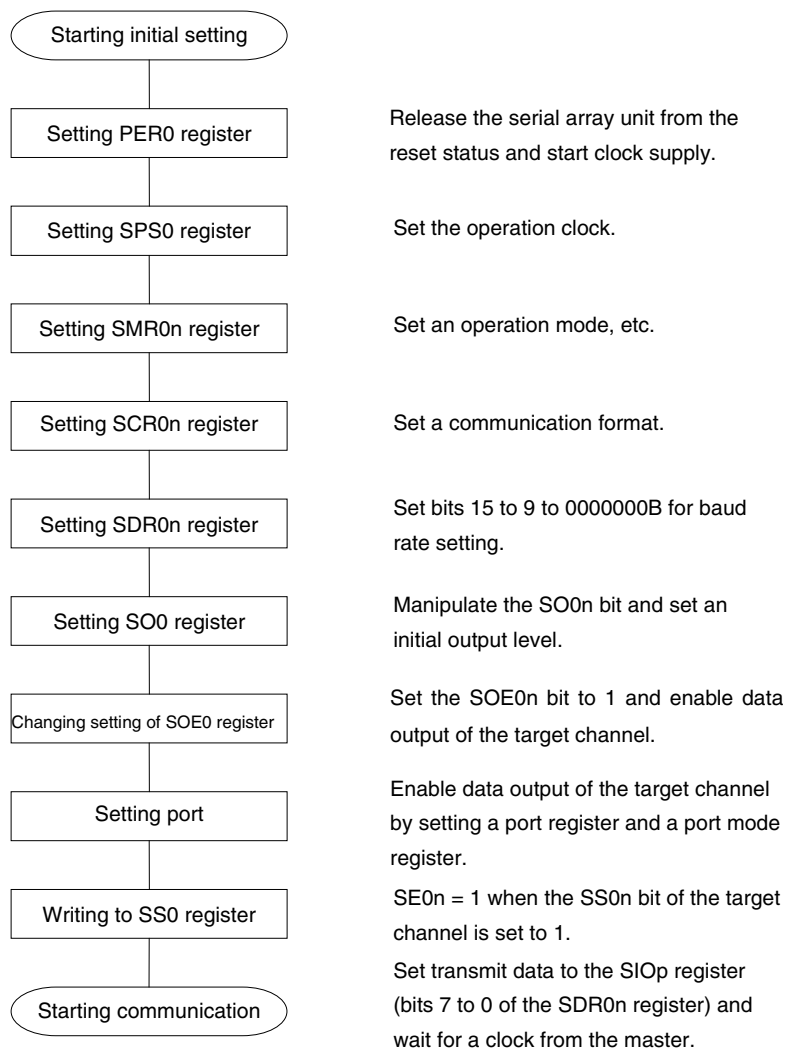 Starting initial setting
Setting PER0 register
Release the serial array unit from the
reset status and start clock supply.
Setting SPS0 register
Set the operation clock.
Setting SMR0n register
Set an operation mode, etc.
Setting SCR0n register
Set a communication format.
Setting SDR0n register
Set bits 15 to 9 to 0000000B for baud
rate setting.
Setting SO0 register
Manipulate the SO0n bit and set an
initial output level.
Changing setting of SOE0 register
Set the SOE0n bit to 1 and enable data
output of the target channel.
Setting port
Enable data output of the target channel
by setting a port register and a port mode
register.
Writing to SS0 register
SE0n = 1 when the SS0n bit of the target
channel is set to 1.
Starting communication
Set transmit data to the SIOp register
(bits 7 to 0 of the SDR0n register) and
wait for a clock from the master.